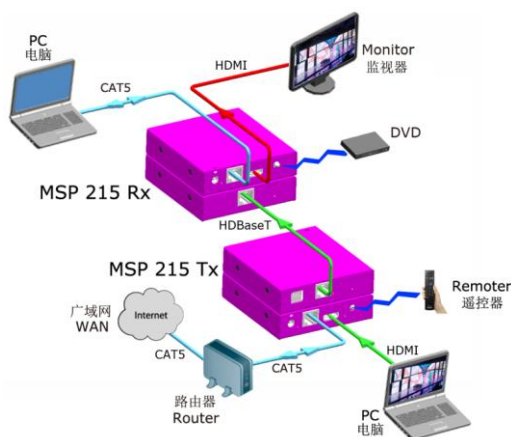 PC
电脑
CAT5
HDMI
Monitor
监视器
DVD
MSP 215 Rx
HDBaseT
MSP 215 Tx
Remoter
遥控器
广域网
WAN
Internet
CAT5
CAT5
HDMI
路由器
Router
PC
电脑